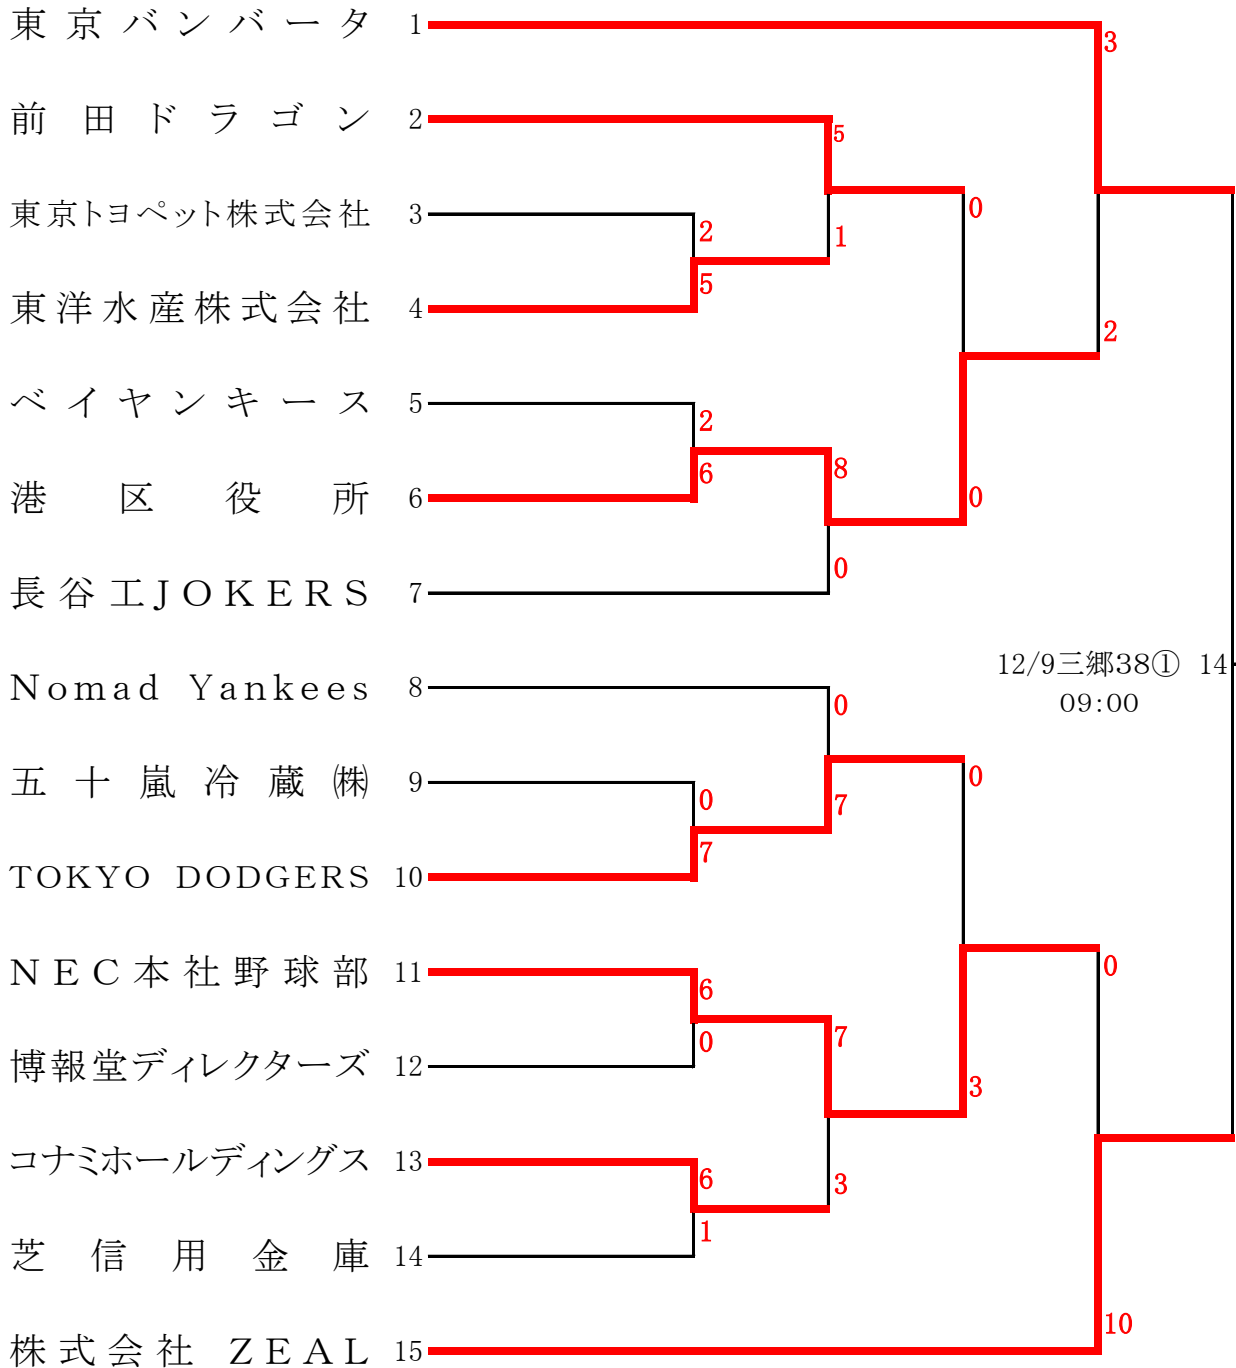 東京バンバータ 1
3
前田ドラゴン 2
5
東京トヨペット株式会社 3
0
2
1
5
東洋水産株式会社 4
2
ベイヤンキース 5
2
8
6
港区役所 6
0
0
長谷工JOKERS 7
12/9三郷38① 14
09:00
Nomad Yankees 8
0
五十嵐冷蔵㈱ 9
0
0
7
7
TOKYO DODGERS 10
NEC本社野球部 11
0
6
7
0
博報堂ディレクターズ 12
3
コナミホールディングス 13
6
3
1
芝信用金庫 14
10
株式会社 ZEAL 15